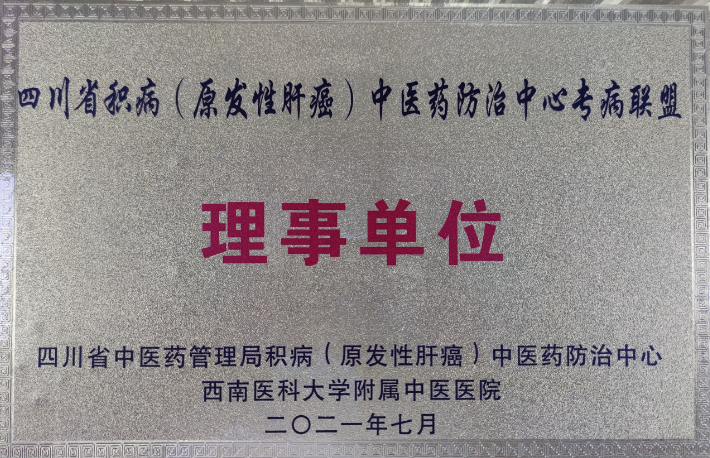 四川省积病（原发性肝癌）中医药防治中心专病联盟
理事单位
四川省中医药管理局积病（原发性肝癌）中医药防治中心
西南医科大学附属中医医院
二〇二一年七月